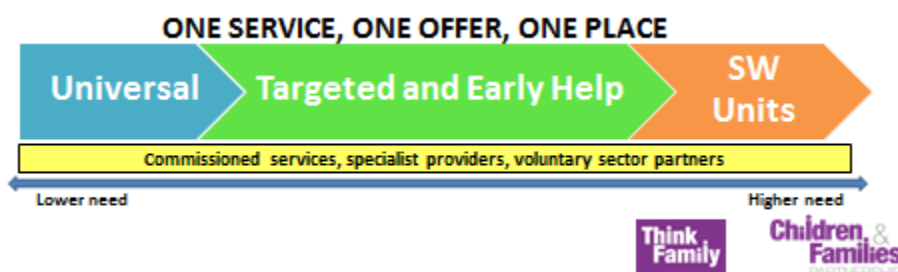 ONE SERVICE, ONE OFFER, ONE PLACE
Universal
Targeted and Early Help
SW
Units
Commissioned services, specialist providers, voluntary sector partners
Lower need
Higher need
Think
Family
Children &
Families
PARTNERSHIP